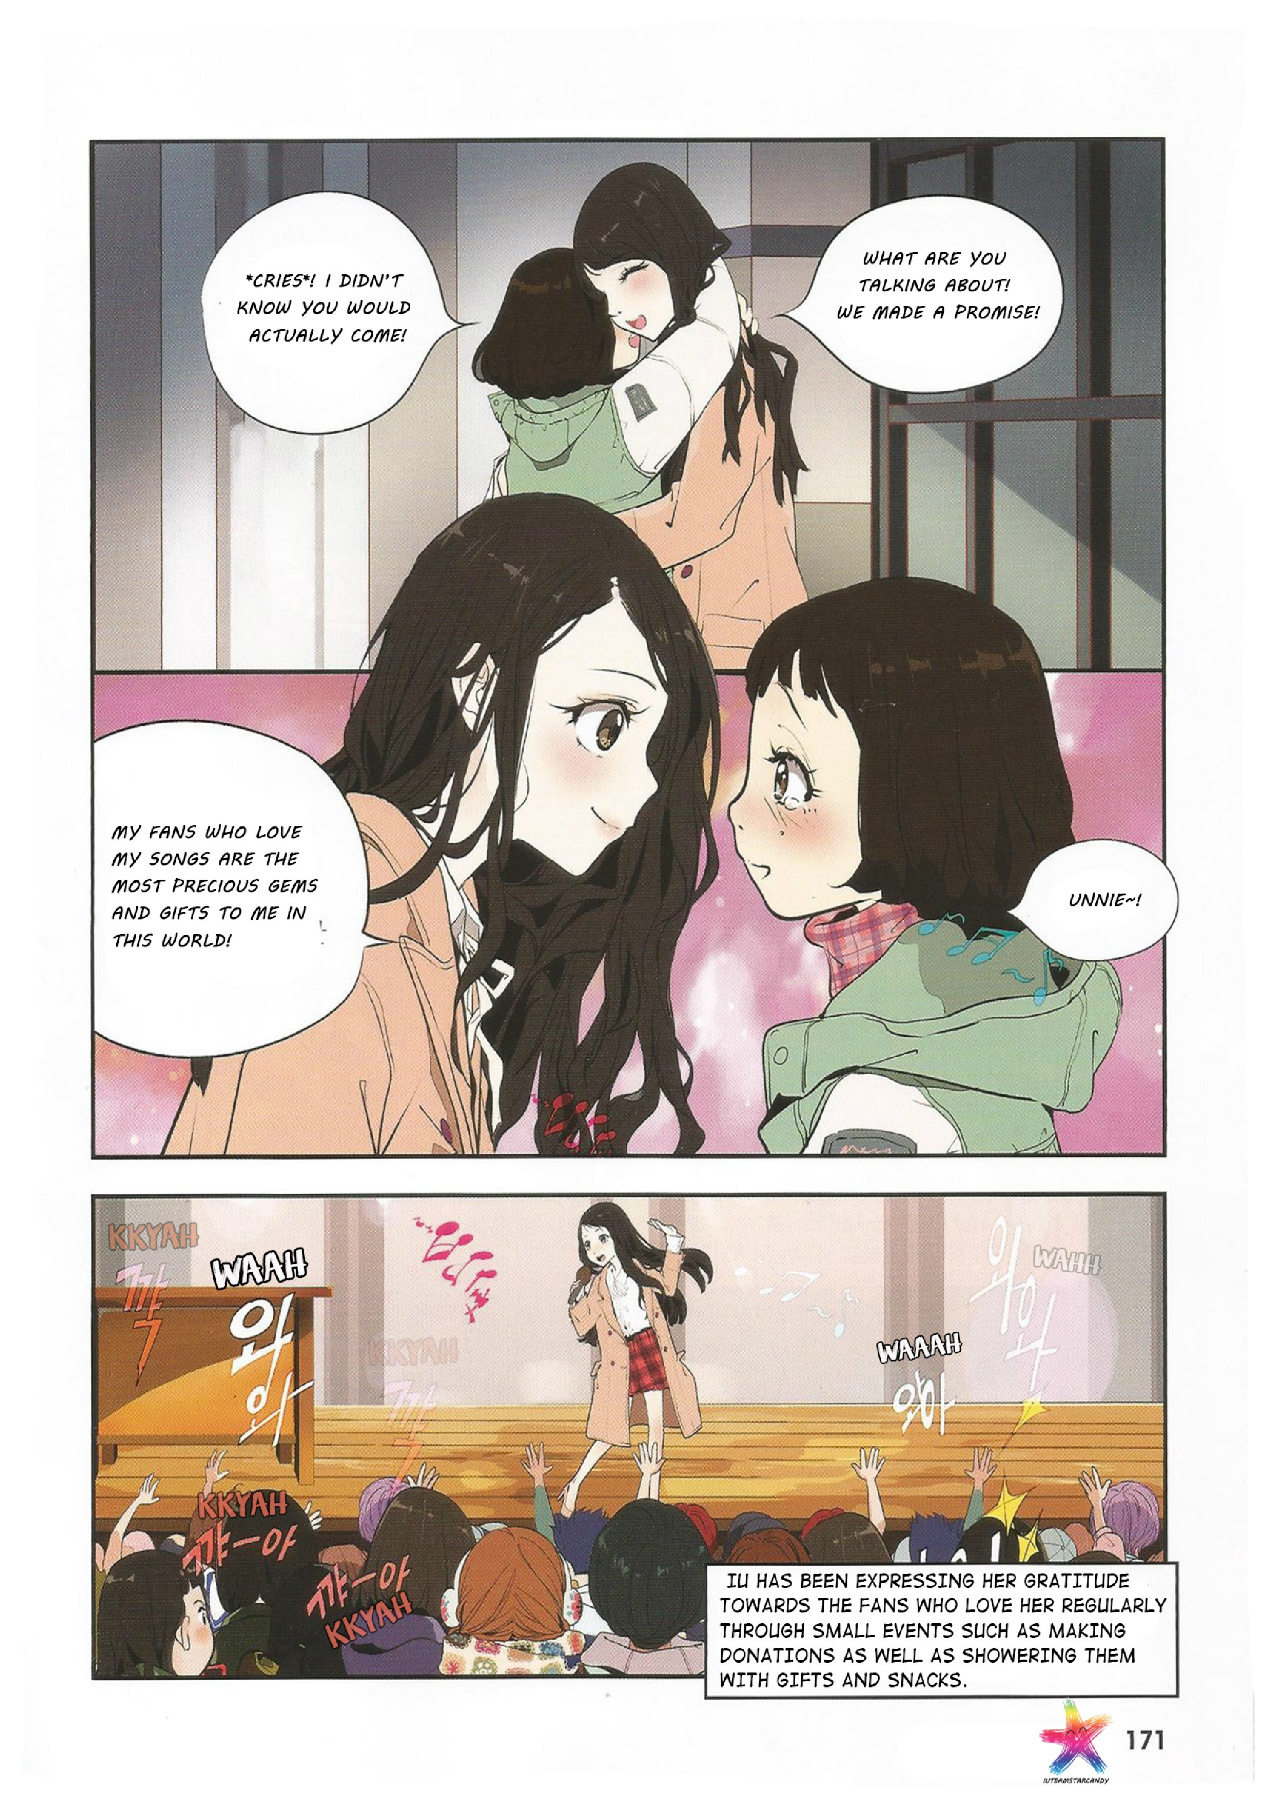 *CRIES*! I DIDN'T
KNOW YOU WOULD
ACTUALLY COME!
WHAT ARE YOU
TALKING ABOUT!
WE MADE A PROMISE!
MY FANS WHO LOVE
MY SONGS ARE THE
MOST PRECIOUS GEMS
AND GIFTS TO ME IN
THIS WORLD!
UNNIE~!
KKYAH
꺅
WAAH
와
와
KKYAH
꺅
WAAAH
와아
WAHH
와
와
KKYAH
꺄-아
꺄-아
KKYAH
IU HAS BEEN EXPRESSING HER GRATITUDE
TOWARDS THE FANS WHO LOVE HER REGULARLY
THROUGH SMALL EVENTS SUCH AS MAKING
DONATIONS AS WELL AS SHOWERING THEM
WITH GIFTS AND SNACKS.
IUTEAMSTARCANDY
171